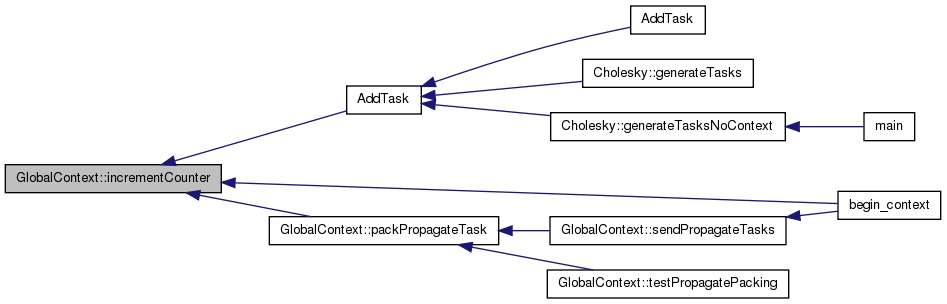 AddTask
Cholesky::generateTasks
AddTask
Cholesky::generateTasksNoContext
main
GlobalContext::incrementCounter
begin_context
GlobalContext::packPropagateTask
GlobalContext::sendPropagateTasks
GlobalContext::testPropagatePacking